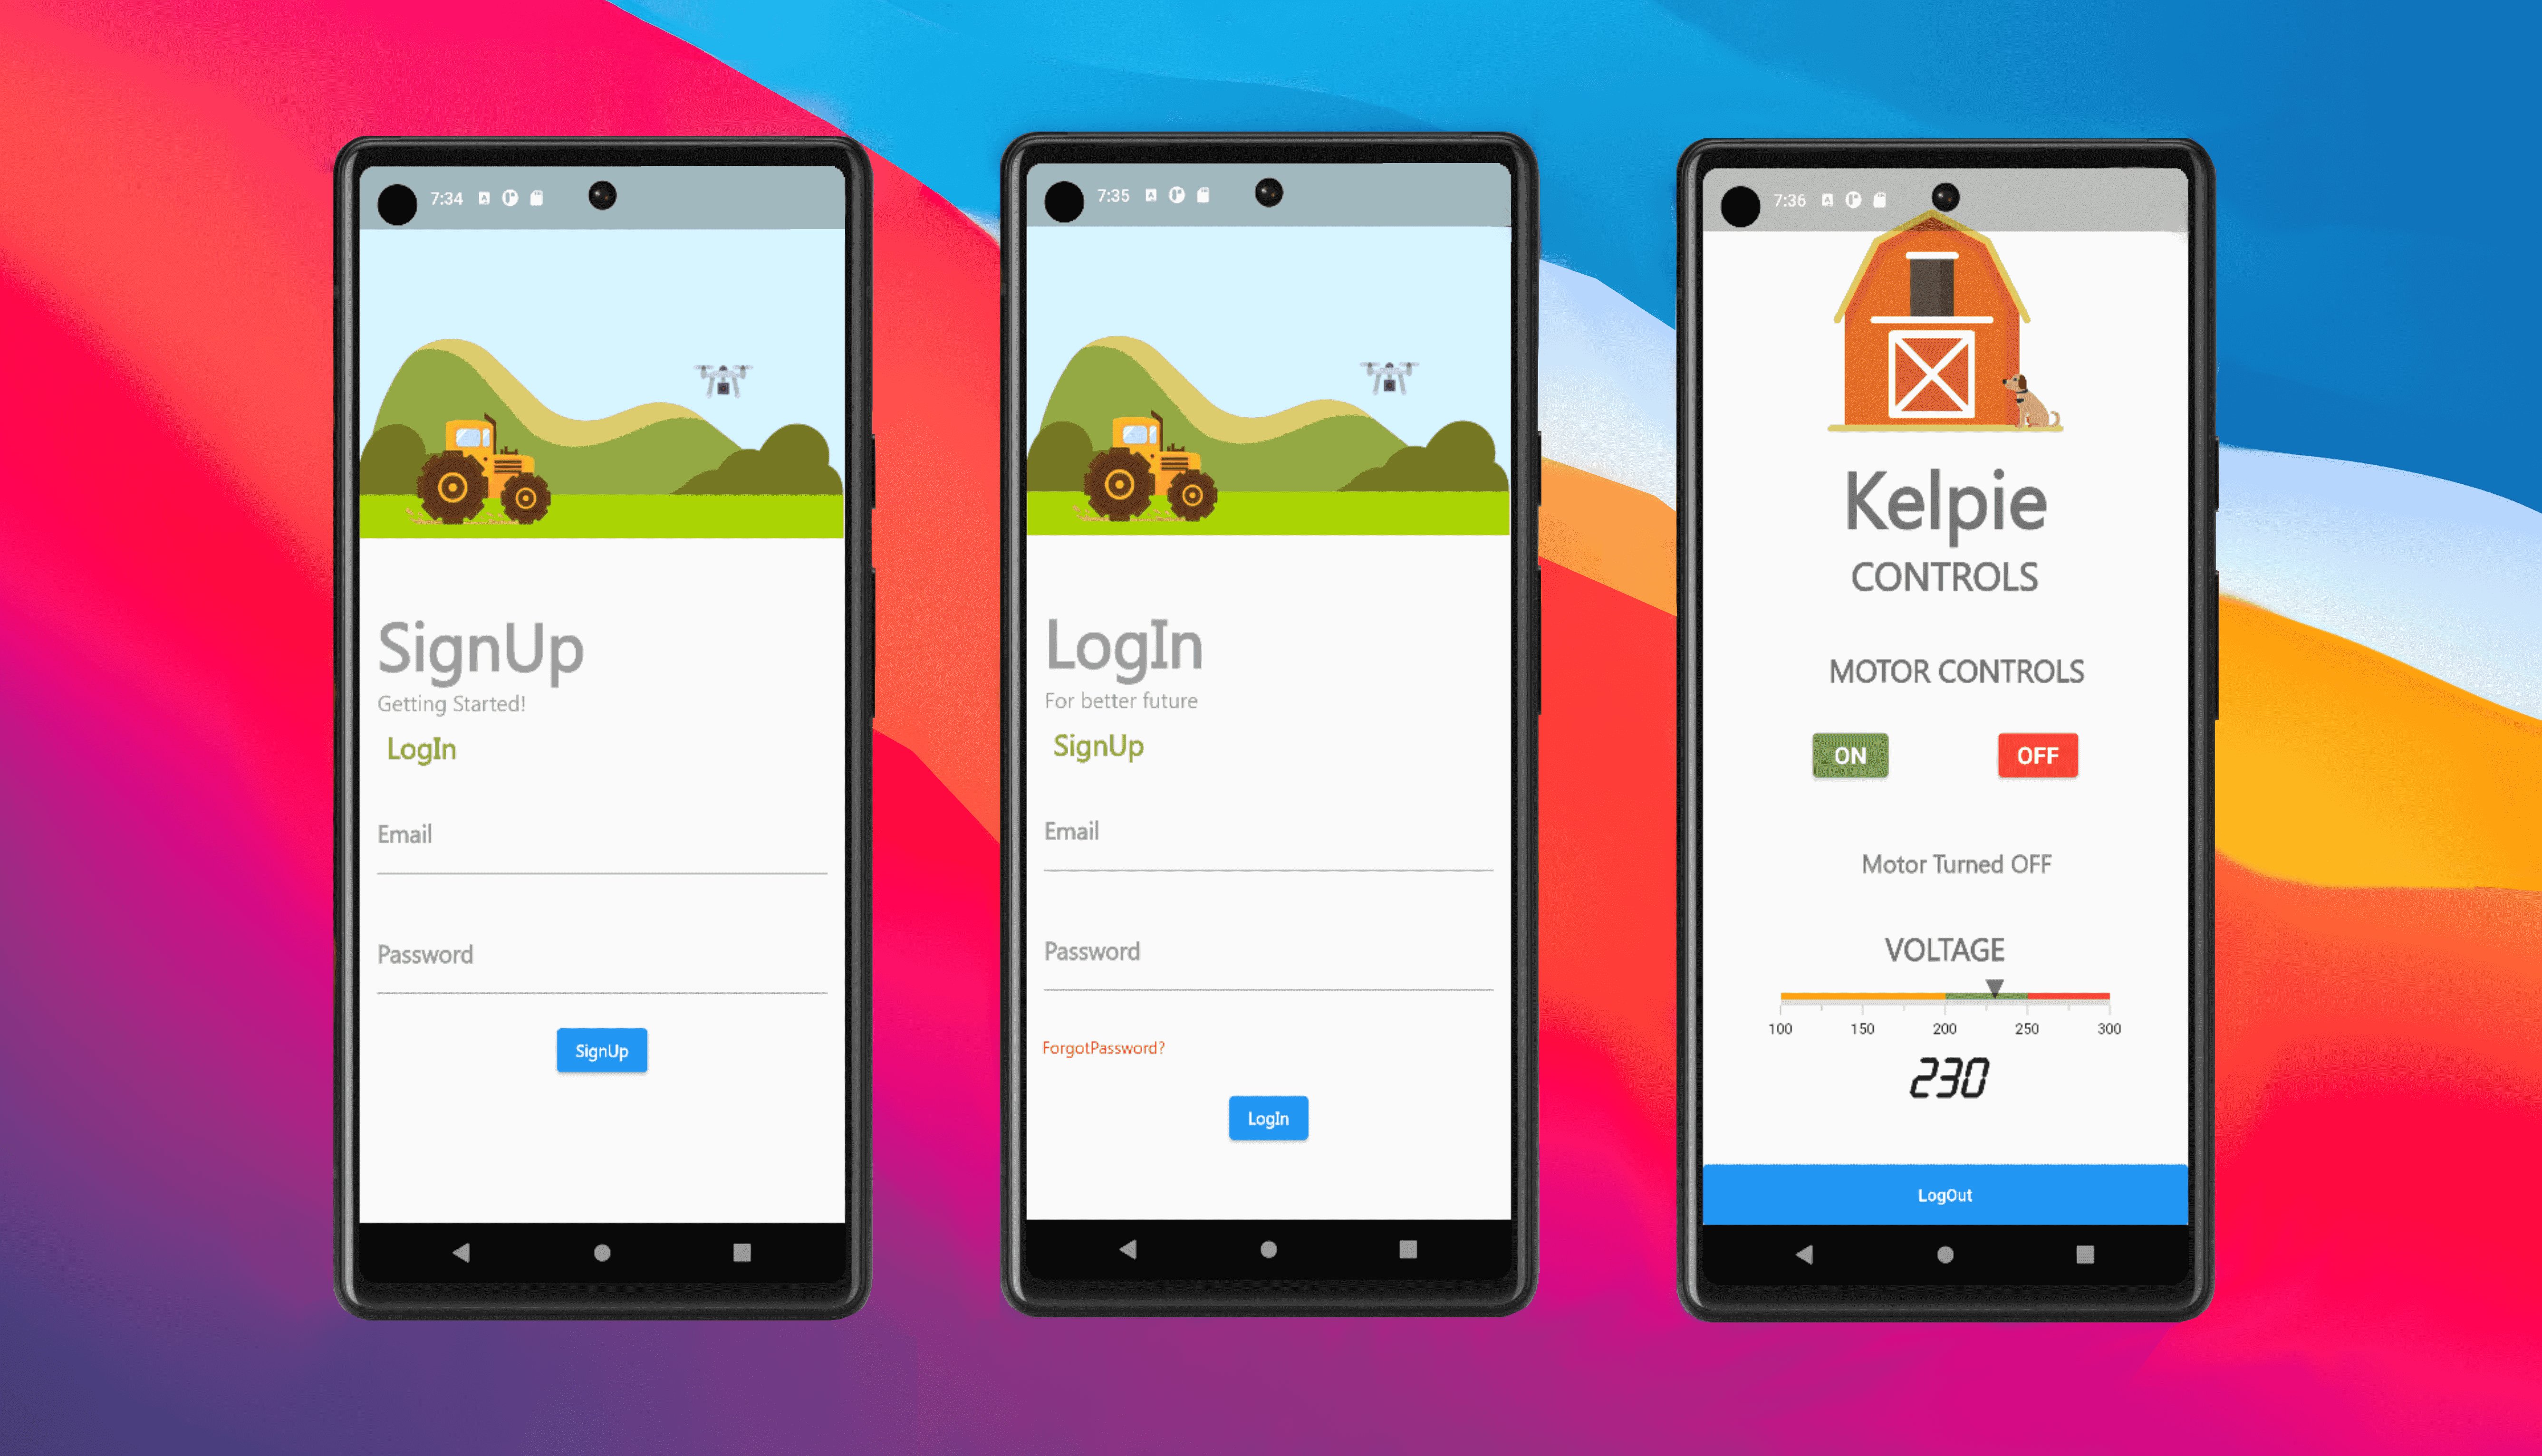 7:34
SignUp
Getting Started!
LogIn
Email
Password
SignUp
7:35
LogIn
For better future
SignUp
Email
Password
ForgotPassword?
LogIn
7:36
Kelpie
CONTROLS
MOTOR CONTROLS
ON OFF
Motor Turned OFF
VOLTAGE
100 150 200 250 300
230
LogOut